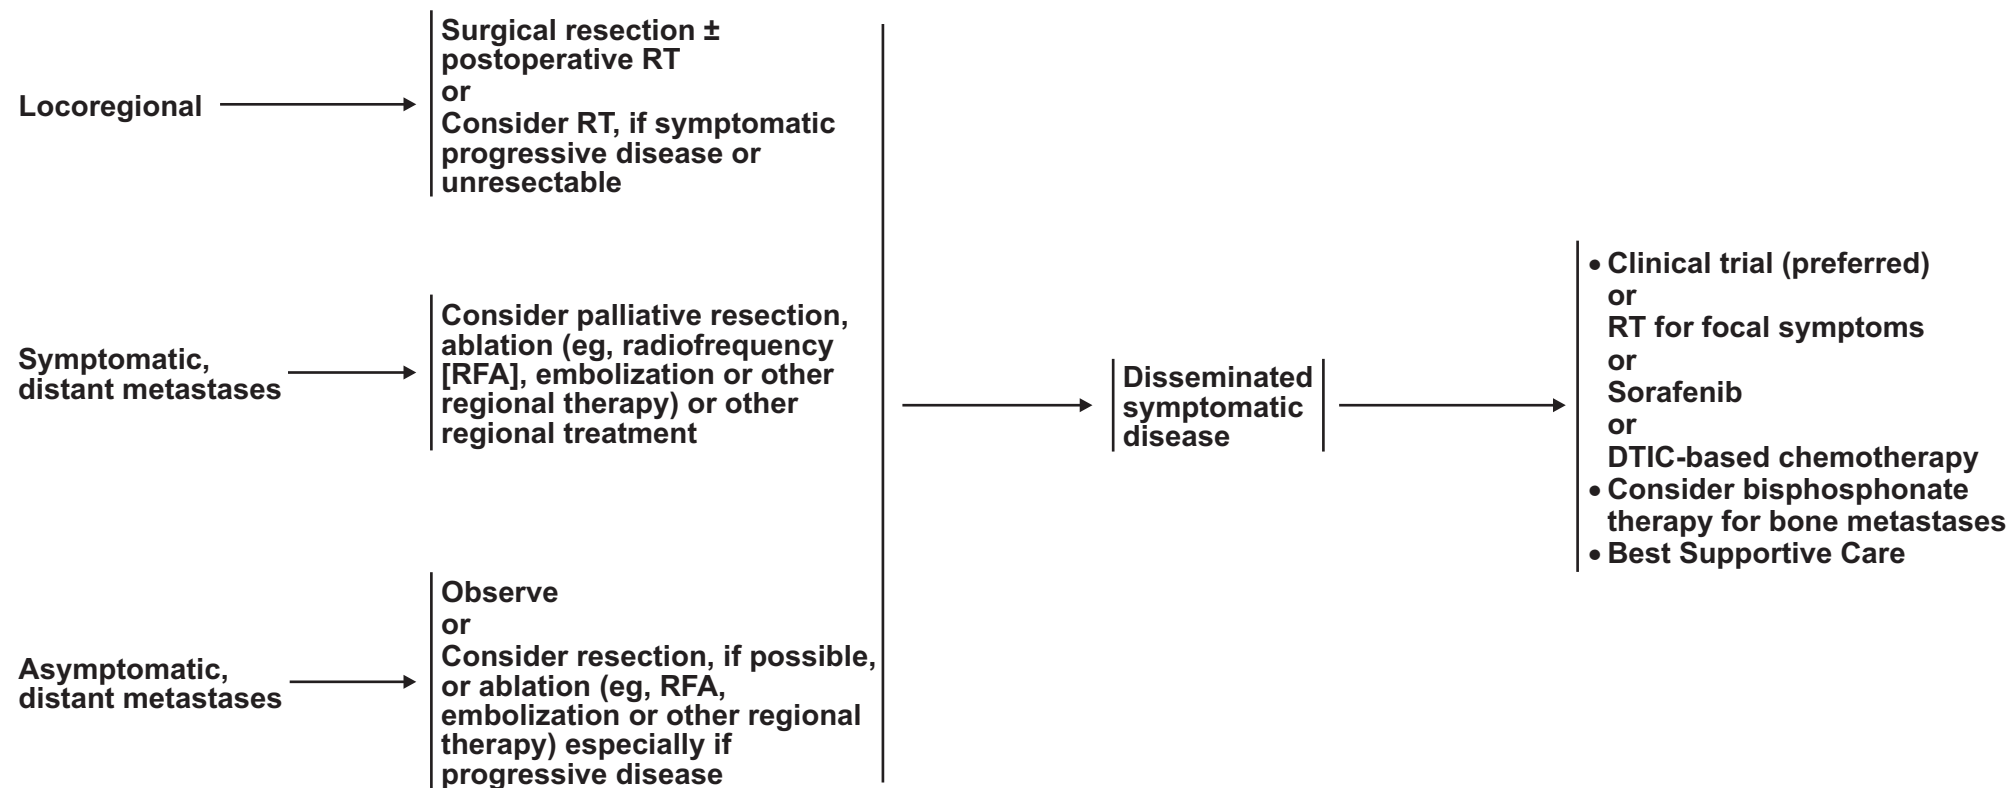 Locoregional
Surgical resection ±
postoperative RT
or
Consider RT, if symptomatic
progressive disease or
unresectable
Symptomatic,
distant metastases
Consider palliative resection,
ablation (eg, radiofrequency
[RFA], embolization or other
regional therapy) or other
regional treatment
Asymptomatic,
distant metastases
Observe
or
Consider resection, if possible,
or ablation (eg, RFA,
embolization or other regional
therapy) especially if
progressive disease
Disseminated
symptomatic
disease
• Clinical trial (preferred)
or
RT for focal symptoms
or
Sorafenib
or
DTIC-based chemotherapy
• Consider bisphosphonate
therapy for bone metastases
• Best Supportive Care